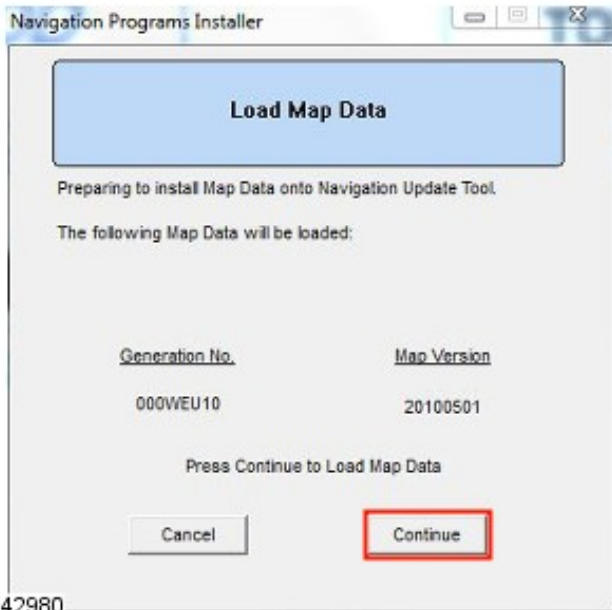 Navigation Programs Installer
Load Map Data
Preparing to install Map Data onto Navigation Update Tool.
The following Map Data will be loaded:
Generation No. Map Version
000WEU10 20100501
Press Continue to Load Map Data
Cancel Continue
42980